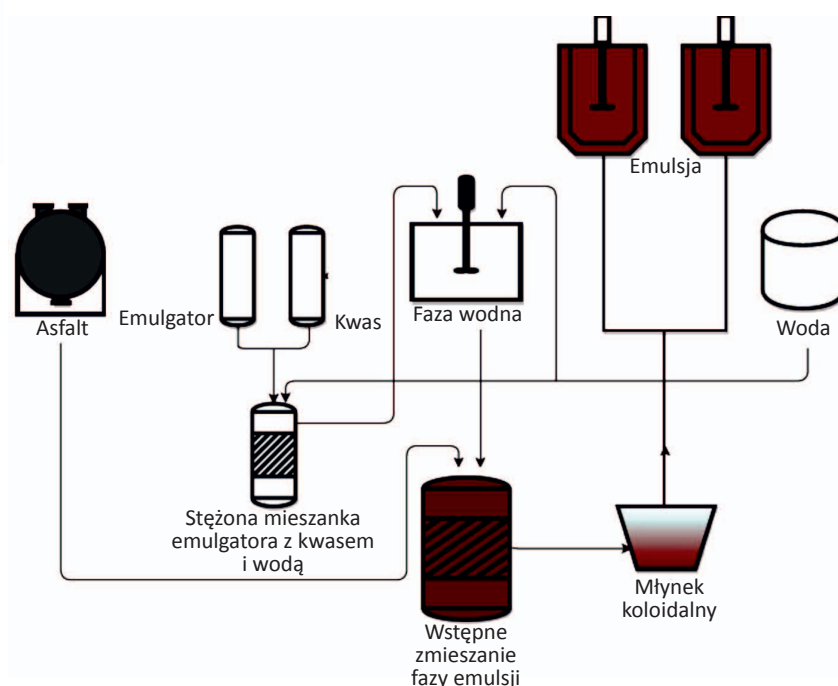 Emulsja
Asfalt
Emulgator
Kwas
Faza wodna
Woda
Stężona mieszanka
emulgatora z kwasem
i wodą
Młynek
koloidalny
Wstępne
zmieszanie
fazy emulsji